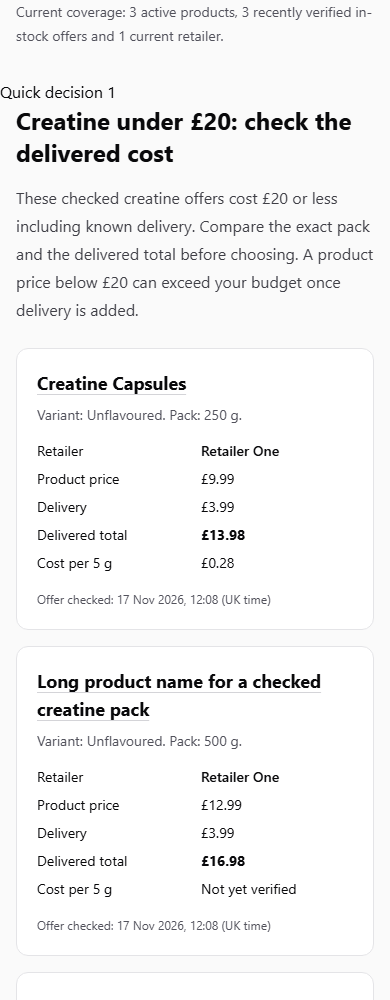 Current coverage: 3 active products, 3 recently verified in-
stock offers and 1 current retailer.
Quick decision 1
Creatine under £20: check the
delivered cost
These checked creatine offers cost £20 or less
including known delivery. Compare the exact pack
and the delivered total before choosing. A product
price below £20 can exceed your budget once
delivery is added.
Creatine Capsules
Variant: Unflavoured. Pack: 250 g.
Retailer Retailer One
Product price £9.99
Delivery £3.99
Delivered total £13.98
Cost per 5 g £0.28
Offer checked: 17 Nov 2026, 12:08 (UK time)
Long product name for a checked
creatine pack
Variant: Unflavoured. Pack: 500 g.
Retailer Retailer One
Product price £12.99
Delivery £3.99
Delivered total £16.98
Cost per 5 g Not yet verified
Offer checked: 17 Nov 2026, 12:08 (UK time)